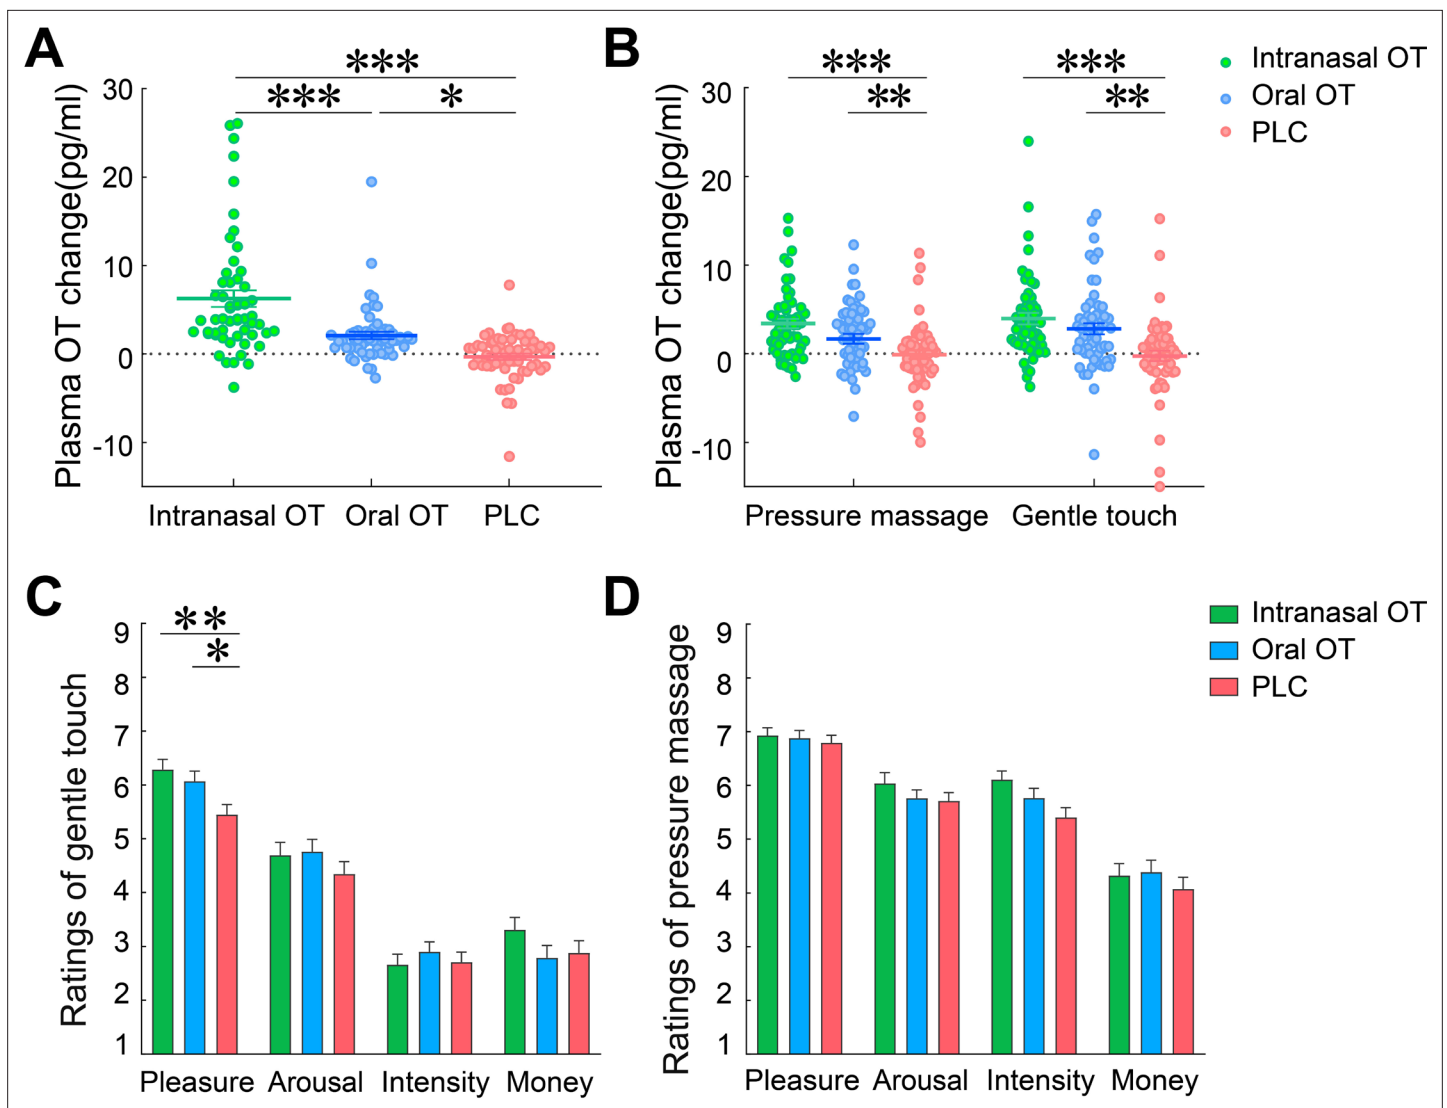 A
Plasma OT change(pg/ml)
30
20
10
0
-10
***
***
*
Intranasal OT
Oral OT
PLC
B
Plasma OT change(pg/ml)
30
20
10
0
-10
***
**
***
**
Pressure massage
Gentle touch
Intranasal OT
Oral OT
PLC
C
Ratings of gentle touch
9
8
7
6
5
4
3
2
1
**
*
Pleasure
Arousal
Intensity
Money
D
Ratings of pressure massage
9
8
7
6
5
4
3
2
1
Pleasure
Arousal
Intensity
Money
Intranasal OT
Oral OT
PLC